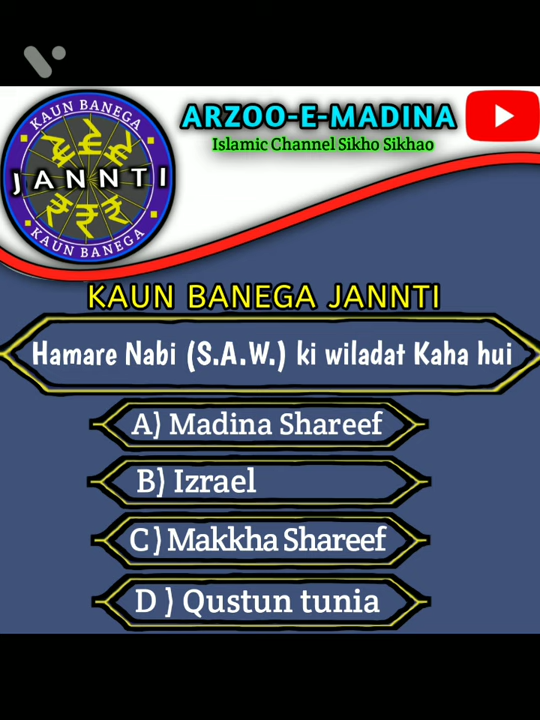 KAUN BANEGA
JANNTI
KAUN BANEGA
ARZOO-E-MADINA
Islamic Channel Sikho Sikhao
KAUN BANEGA JANNTI
Hamare Nabi (S.A.W.) ki wiladat Kaha hui
A) Madina Shareef
B) Izrael
C) Makkha Shareef
D ) Qustun tunia